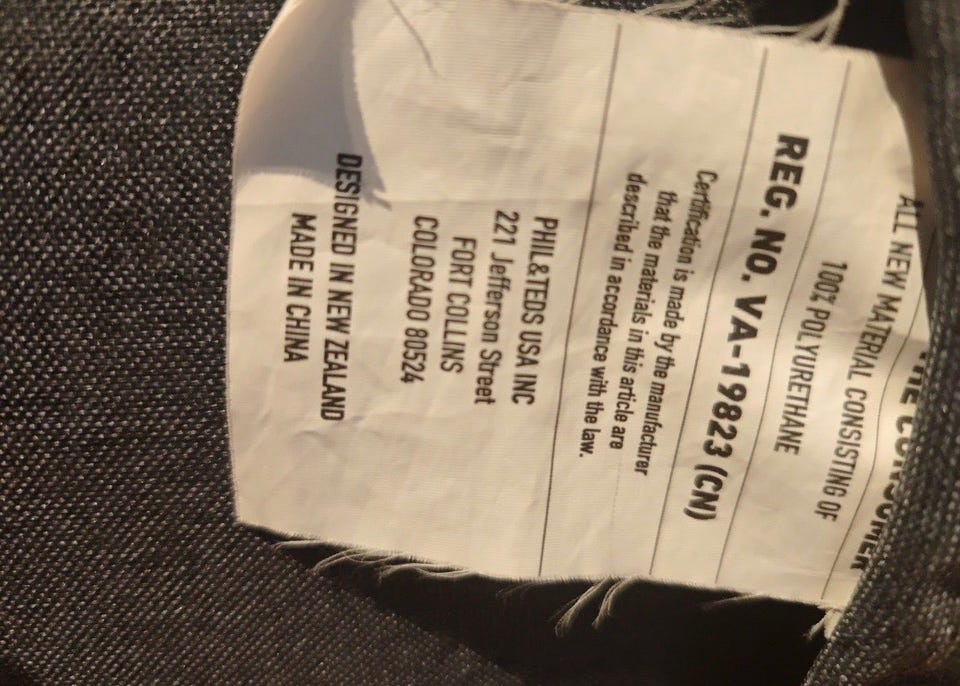 THE CONSUMER
ALL NEW MATERIAL CONSISTING OF
100% POLYURETHANE
REG. NO. VA-19823 (CN)
Certification is made by the manufacturer
that the materials in this article are
described in accordance with the law.
PHIL&TEDS USA INC
221 Jefferson Street
FORT COLLINS
COLORADO 80524
DESIGNED IN NEW ZEALAND
MADE IN CHINA